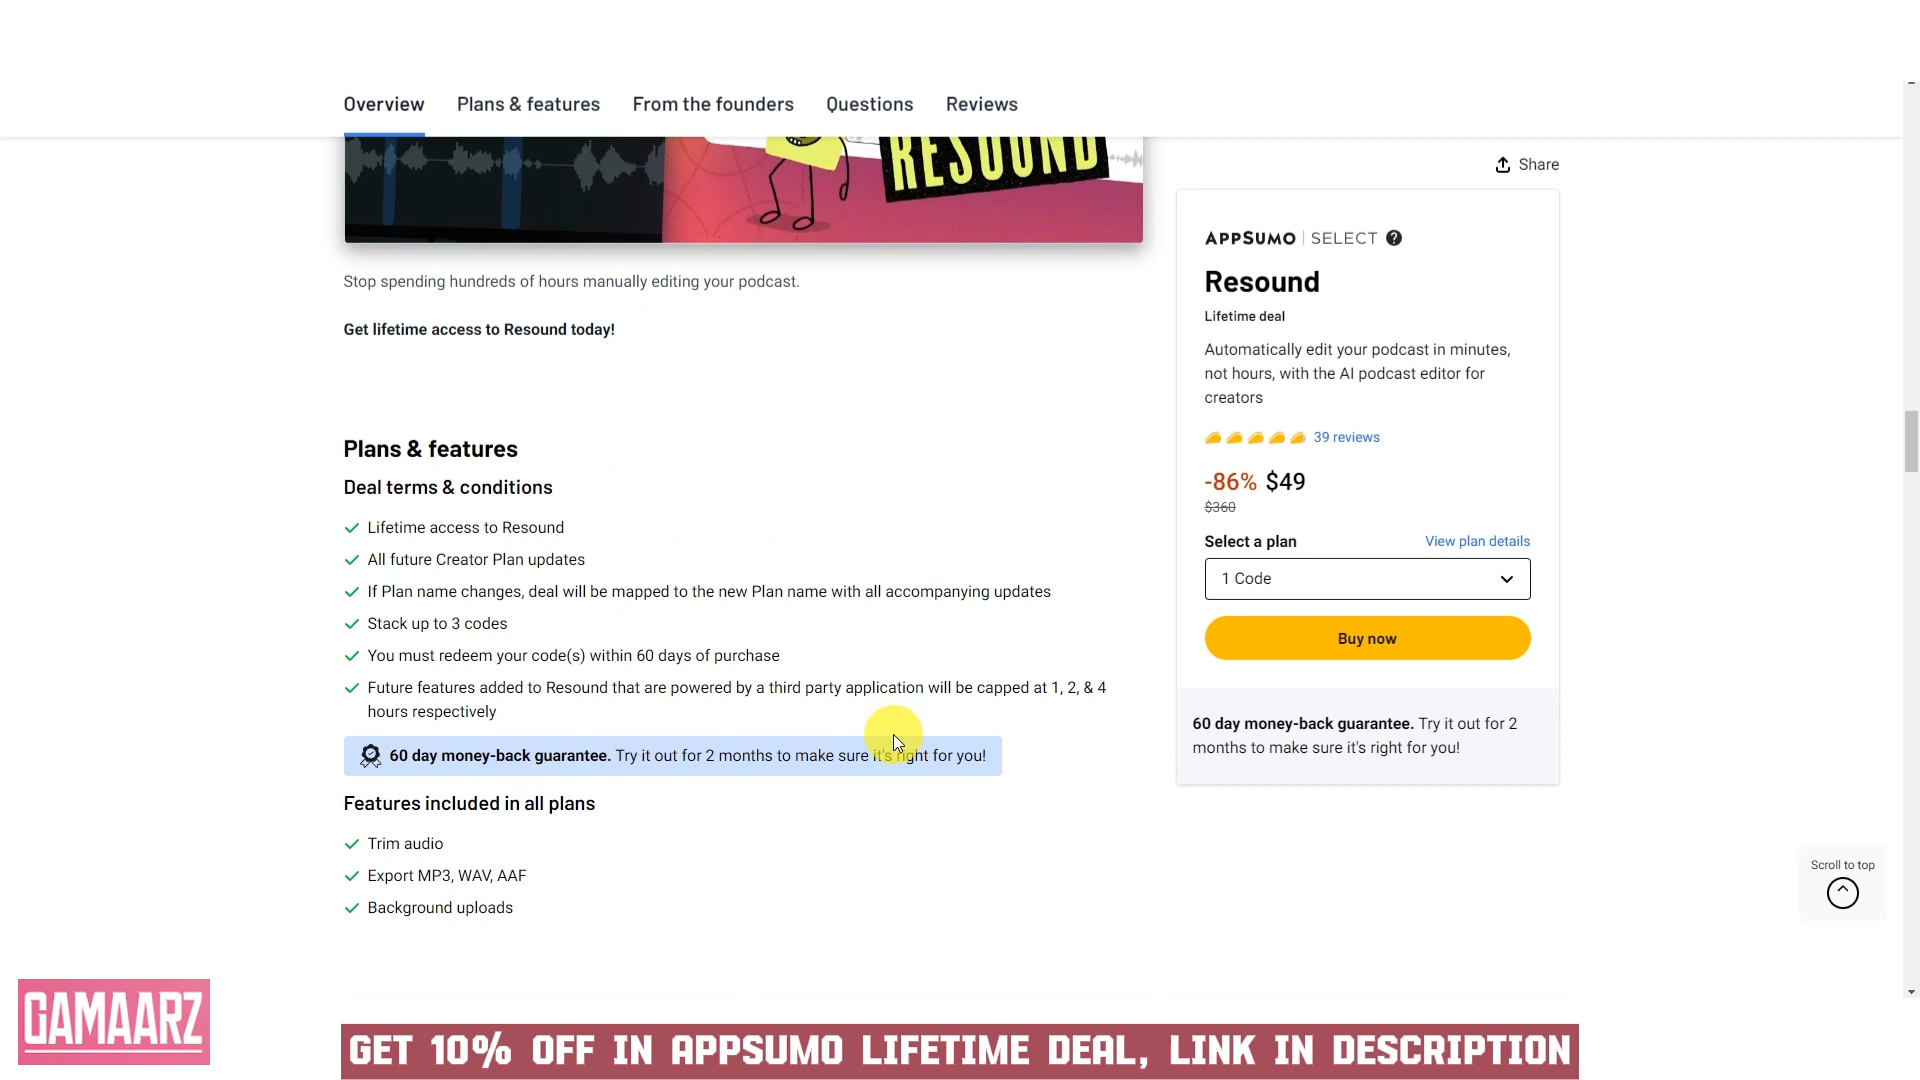 Overview Plans & features From the founders Questions Reviews
RESOUND
Share
Stop spending hundreds of hours manually editing your podcast.
Get lifetime access to Resound today!
Plans & features
Deal terms & conditions
Lifetime access to Resound
All future Creator Plan updates
If Plan name changes, deal will be mapped to the new Plan name with all accompanying updates
Stack up to 3 codes
You must redeem your code(s) within 60 days of purchase
Future features added to Resound that are powered by a third party application will be capped at 1, 2, & 4
hours respectively
60 day money-back guarantee. Try it out for 2 months to make sure it's right for you!
Features included in all plans
Trim audio
Export MP3, WAV, AAF
Background uploads
APPSUMO SELECT ?
Resound
Lifetime deal
Automatically edit your podcast in minutes,
not hours, with the AI podcast editor for
creators
39 reviews
-86% $49
$360
Select a plan View plan details
1 Code
Buy now
60 day money-back guarantee. Try it out for 2
months to make sure it's right for you!
Scroll to top
GAMAARZ
GET 10% OFF IN APPSUMO LIFETIME DEAL, LINK IN DESCRIPTION